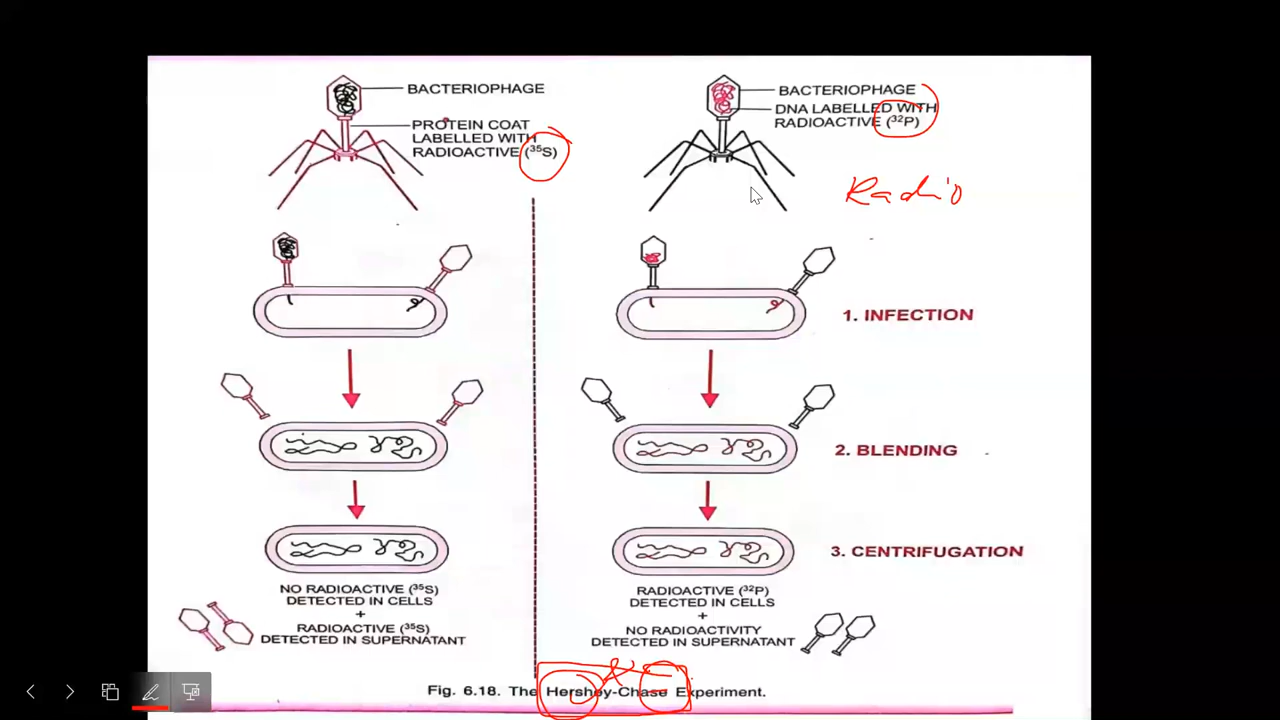 BACTERIOPHAGE
PROTEIN COAT
LABELLED WITH
RADIOACTIVE (³⁵S)
BACTERIOPHAGE
DNA LABELLED WITH
RADIOACTIVE (³²P)
Radio
1. INFECTION
2. BLENDING
3. CENTRIFUGATION
NO RADIOACTIVE (³⁵S)
DETECTED IN CELLS
+
RADIOACTIVE (³⁵S)
DETECTED IN SUPERNATANT
RADIOACTIVE (³²P)
DETECTED IN CELLS
+
NO RADIOACTIVITY
DETECTED IN SUPERNATANT
Fig. 6.18. The Hershey-Chase Experiment.